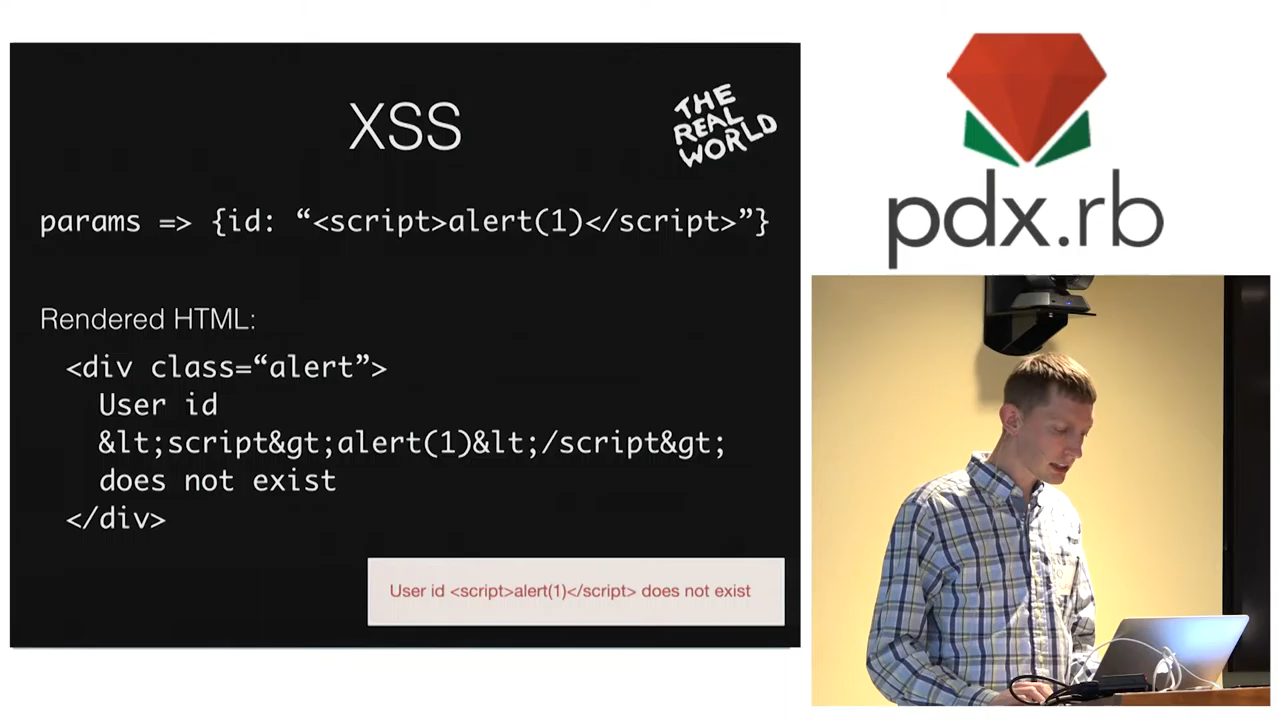 XSS
THE
REAL
WORLD
params => {id: “<script>alert(1)</script>”}
Rendered HTML:
<div class=“alert”>
User id
&lt;script&gt;alert(1)&lt;/script&gt;
does not exist
</div>
User id <script>alert(1)</script> does not exist
pdx.rb